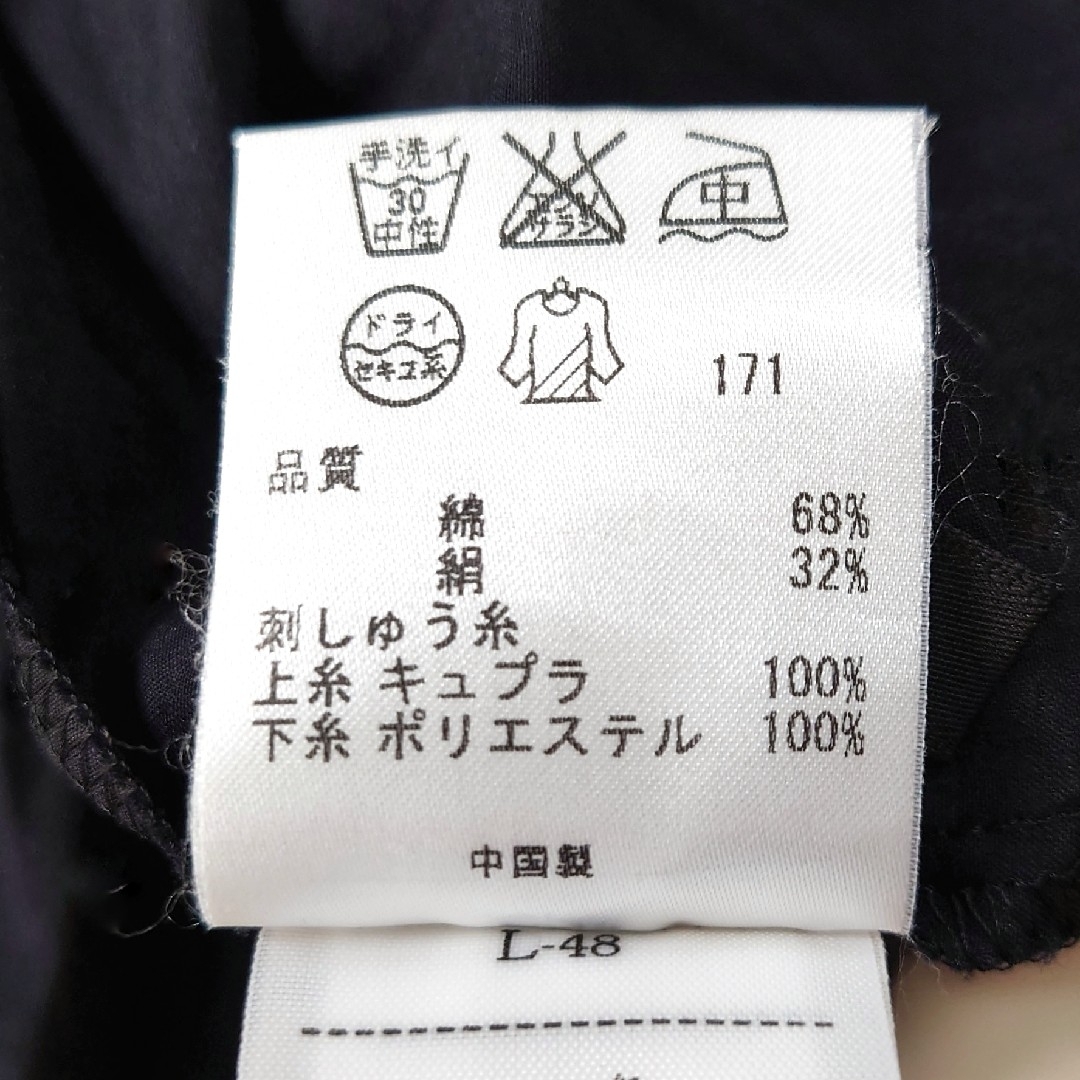 手洗イ
30
中性
エンソ
サラシ
中
ドライ
セキユ系
171
品質
綿 68%
絹 32%
刺しゅう糸
上糸 キュプラ 100%
下糸 ポリエステル 100%
中国製
L-48